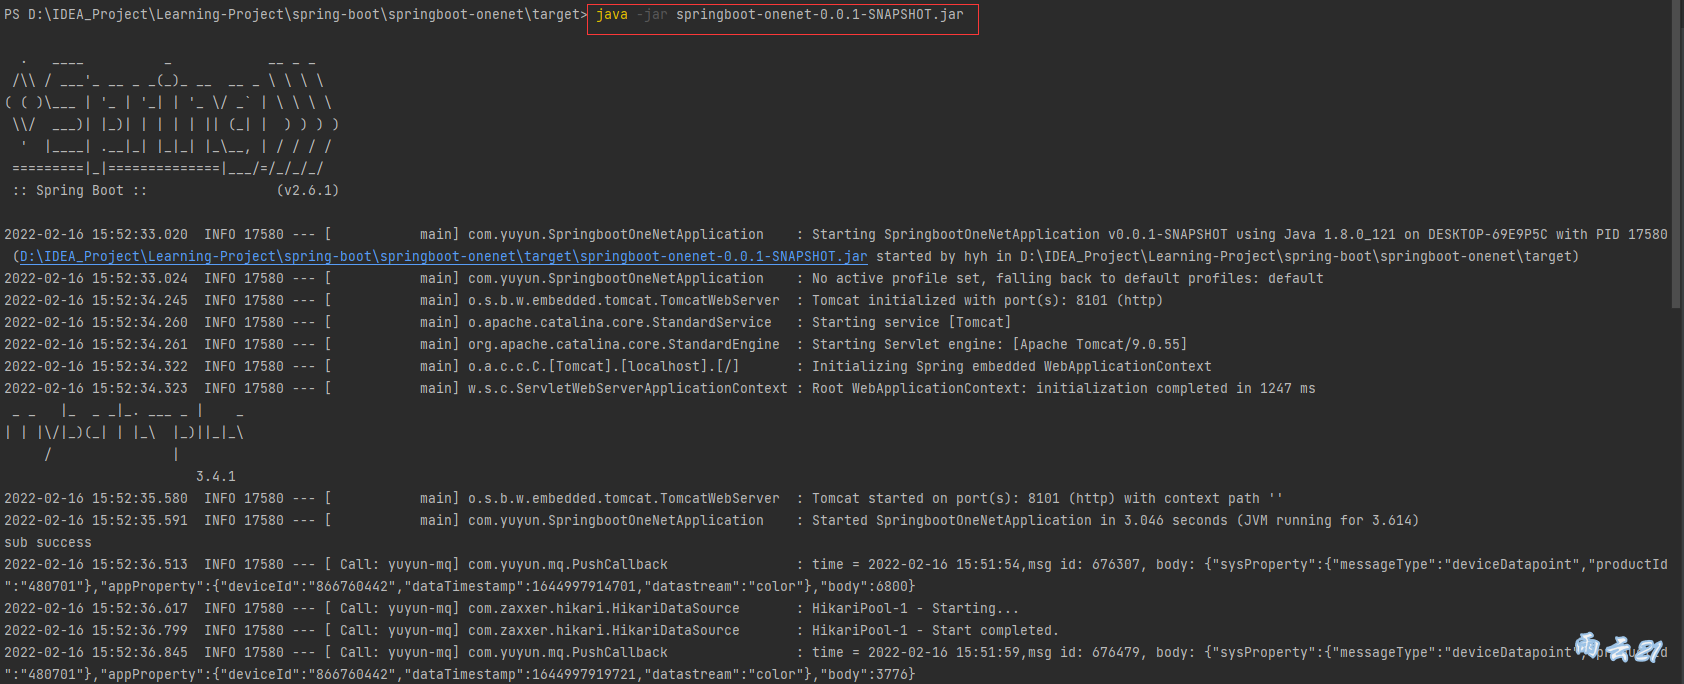 PS D:\IDEA_Project\Learning-Project\spring-boot\springboot-onenet\target> java -jar springboot-onenet-0.0.1-SNAPSHOT.jar
  .   ____          _            __ _ _
 /\\ / ___'_ __ _ _(_)_ __  __ _ \ \ \ \
( ( )\___ | '_ | '_| | '_ \/ _` | \ \ \ \
 \\/  ___)| |_)| | | | | || (_| |  ) ) ) )
  '  |____| .__|_| |_|_| |_\__, | / / / /
 =========|_|==============|___/=/_/_/_/
 :: Spring Boot ::                (v2.6.1)
2022-02-16 15:52:33.020  INFO 17580 --- [           main] com.yuyun.SpringbootOneNetApplication    : Starting SpringbootOneNetApplication v0.0.1-SNAPSHOT using Java 1.8.0_121 on DESKTOP-69E9P5C with PID 17580
 (D:\IDEA_Project\Learning-Project\spring-boot\springboot-onenet\target\springboot-onenet-0.0.1-SNAPSHOT.jar started by hyh in D:\IDEA_Project\Learning-Project\spring-boot\springboot-onenet\target)
2022-02-16 15:52:33.024  INFO 17580 --- [           main] com.yuyun.SpringbootOneNetApplication    : No active profile set, falling back to default profiles: default
2022-02-16 15:52:34.245  INFO 17580 --- [           main] o.s.b.w.embedded.tomcat.TomcatWebServer  : Tomcat initialized with port(s): 8101 (http)
2022-02-16 15:52:34.260  INFO 17580 --- [           main] o.apache.catalina.core.StandardService   : Starting service [Tomcat]
2022-02-16 15:52:34.261  INFO 17580 --- [           main] org.apache.catalina.core.StandardEngine  : Starting Servlet engine: [Apache Tomcat/9.0.55]
2022-02-16 15:52:34.322  INFO 17580 --- [           main] o.a.c.c.C.[Tomcat].[localhost].[/]       : Initializing Spring embedded WebApplicationContext
2022-02-16 15:52:34.323  INFO 17580 --- [           main] w.s.c.ServletWebServerApplicationContext : Root WebApplicationContext: initialization completed in 1247 ms
 _ _   |_  _ _|_. ___ _ |    _
| | |\/|_)(_| | |_\  |_)||_|_\
     /               |
                        3.4.1
2022-02-16 15:52:35.580  INFO 17580 --- [           main] o.s.b.w.embedded.tomcat.TomcatWebServer  : Tomcat started on port(s): 8101 (http) with context path ''
2022-02-16 15:52:35.591  INFO 17580 --- [           main] com.yuyun.SpringbootOneNetApplication    : Started SpringbootOneNetApplication in 3.046 seconds (JVM running for 3.614)
sub success
2022-02-16 15:52:36.513  INFO 17580 --- [ Call: yuyun-mq] com.yuyun.mq.PushCallback                : time = 2022-02-16 15:51:54,msg id: 676307, body: {"sysProperty":{"messageType":"deviceDatapoint","productId
":"480701"},"appProperty":{"deviceId":"866760442","dataTimestamp":1644997914701,"datastream":"color"},"body":6800}
2022-02-16 15:52:36.617  INFO 17580 --- [ Call: yuyun-mq] com.zaxxer.hikari.HikariDataSource       : HikariPool-1 - Starting...
2022-02-16 15:52:36.799  INFO 17580 --- [ Call: yuyun-mq] com.zaxxer.hikari.HikariDataSource       : HikariPool-1 - Start completed.
2022-02-16 15:52:36.845  INFO 17580 --- [ Call: yuyun-mq] com.yuyun.mq.PushCallback                : time = 2022-02-16 15:51:59,msg id: 676479, body: {"sysProperty":{"messageType":"deviceDatapoint","productId
":"480701"},"appProperty":{"deviceId":"866760442","dataTimestamp":1644997919721,"datastream":"color"},"body":3776}
雨云21